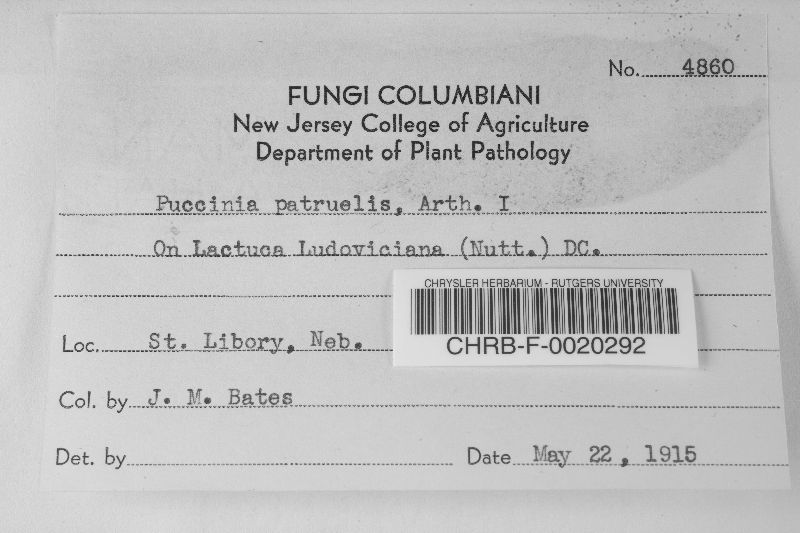 No. 4860
FUNGI COLUMBIANI
New Jersey College of Agriculture
Department of Plant Pathology
Puccinia patruelis, Arth. I
On Lactuca Ludoviciana (Nutt.) DC.
CHRYSLER HERBARIUM - RUTGERS UNIVERSITY
CHRB-F-0020292
Loc. St. Libory, Neb.
Col. by J. M. Bates
Det. by
Date May 22, 1915